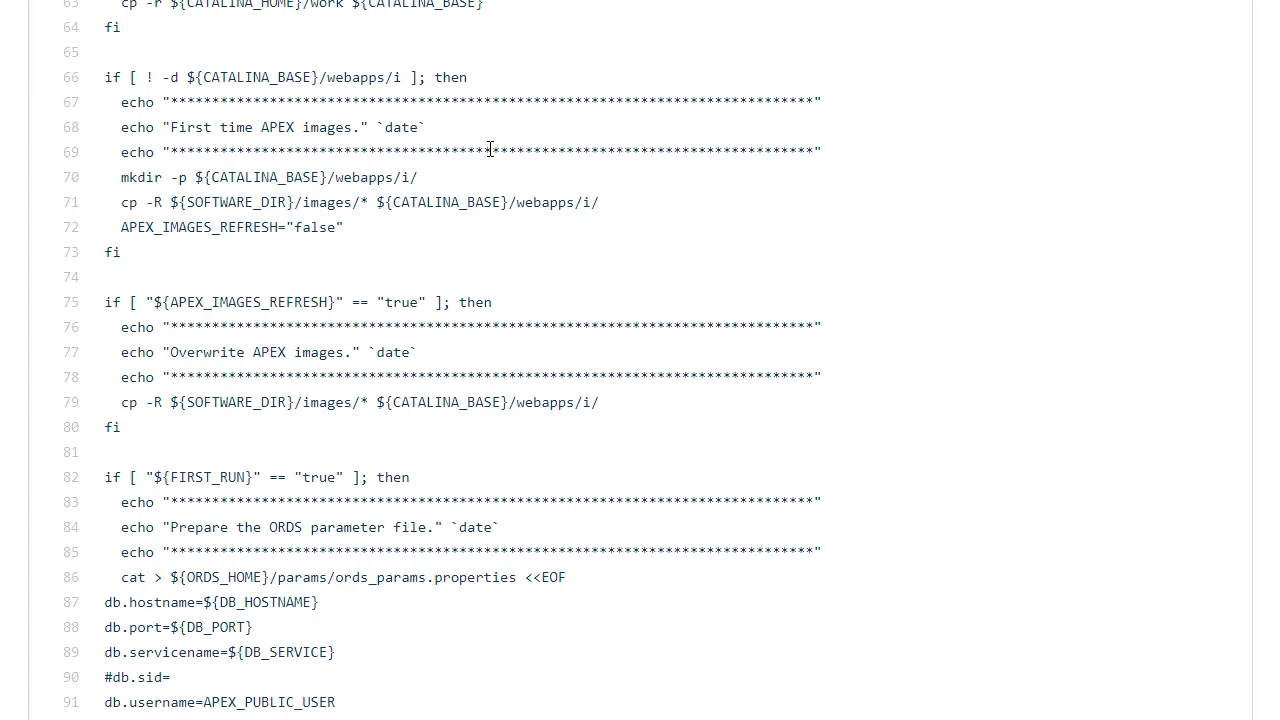 63 cp -r ${CATALINA_HOME}/work ${CATALINA_BASE}
64 fi
65
66 if [ ! -d ${CATALINA_BASE}/webapps/i ]; then
67 echo "******************************************************************************"
68 echo "First time APEX images." `date`
69 echo "******************************************************************************"
70 mkdir -p ${CATALINA_BASE}/webapps/i/
71 cp -R ${SOFTWARE_DIR}/images/* ${CATALINA_BASE}/webapps/i/
72 APEX_IMAGES_REFRESH="false"
73 fi
74
75 if [ "${APEX_IMAGES_REFRESH}" == "true" ]; then
76 echo "******************************************************************************"
77 echo "Overwrite APEX images." `date`
78 echo "******************************************************************************"
79 cp -R ${SOFTWARE_DIR}/images/* ${CATALINA_BASE}/webapps/i/
80 fi
81
82 if [ "${FIRST_RUN}" == "true" ]; then
83 echo "******************************************************************************"
84 echo "Prepare the ORDS parameter file." `date`
85 echo "******************************************************************************"
86 cat > ${ORDS_HOME}/params/ords_params.properties <<EOF
87 db.hostname=${DB_HOSTNAME}
88 db.port=${DB_PORT}
89 db.servicename=${DB_SERVICE}
90 #db.sid=
91 db.username=APEX_PUBLIC_USER